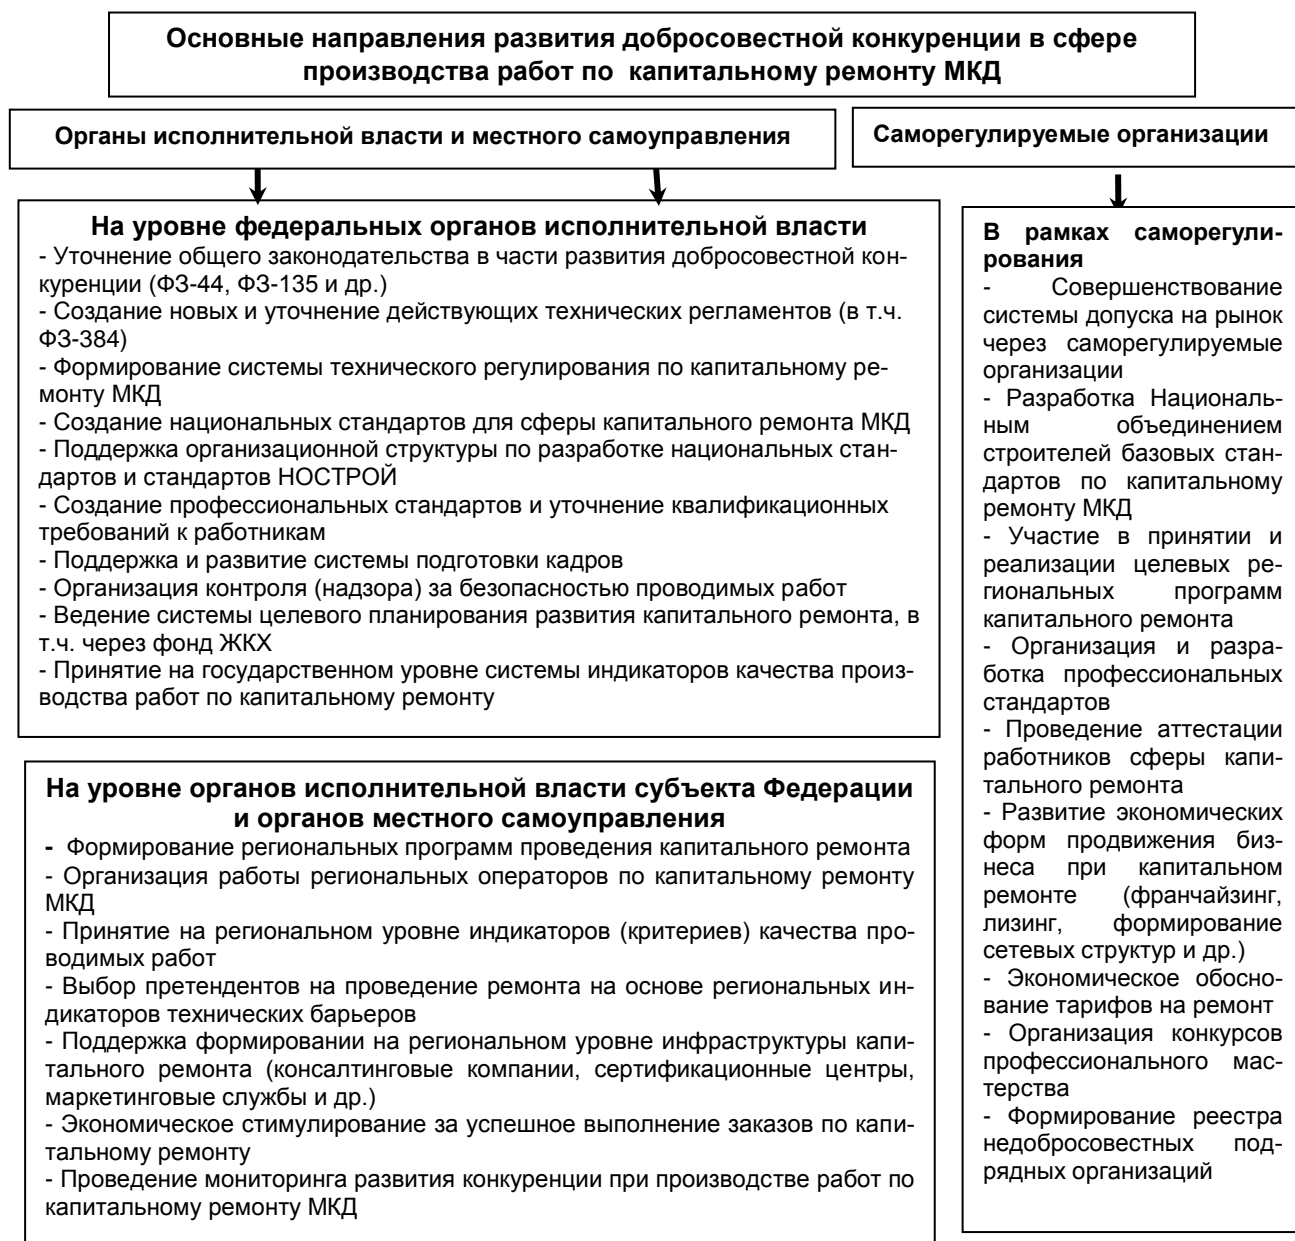 Основные направления развития добросовестной конкуренции в сфере
производства работ по капитальному ремонту МКД
Органы исполнительной власти и местного самоуправления
Саморегулируемые организации
На уровне федеральных органов исполнительной власти
- Уточнение общего законодательства в части развития добросовестной кон-
куренции (ФЗ-44, ФЗ-135 и др.)
- Создание новых и уточнение действующих технических регламентов (в т.ч.
ФЗ-384)
- Формирование системы технического регулирования по капитальному ре-
монту МКД
- Создание национальных стандартов для сферы капитального ремонта МКД
- Поддержка организационной структуры по разработке национальных стан-
дартов и стандартов НОСТРОЙ
- Создание профессиональных стандартов и уточнение квалификационных
требований к работникам
- Поддержка и развитие системы подготовки кадров
- Организация контроля (надзора) за безопасностью проводимых работ
- Ведение системы целевого планирования развития капитального ремонта, в
т.ч. через фонд ЖКХ
- Принятие на государственном уровне системы индикаторов качества произ-
водства работ по капитальному ремонту
На уровне органов исполнительной власти субъекта Федерации
и органов местного самоуправления
- Формирование региональных программ проведения капитального ремонта
- Организация работы региональных операторов по капитальному ремонту
МКД
- Принятие на региональном уровне индикаторов (критериев) качества про-
водимых работ
- Выбор претендентов на проведение ремонта на основе региональных ин-
дикаторов технических барьеров
- Поддержка формировании на региональном уровне инфраструктуры капи-
тального ремонта (консалтинговые компании, сертификационные центры,
маркетинговые службы и др.)
- Экономическое стимулирование за успешное выполнение заказов по капи-
тальному ремонту
- Проведение мониторинга развития конкуренции при производстве работ по
капитальному ремонту МКД
В рамках саморегули-
рования
- Совершенствование
системы допуска на рынок
через саморегулируемые
организации
- Разработка Националь-
ным объединением
строителей базовых стан-
дартов по капитальному
ремонту МКД
- Участие в принятии и
реализации целевых ре-
гиональных программ
капитального ремонта
- Организация и разра-
ботка профессиональных
стандартов
- Проведение аттестации
работников сферы капи-
тального ремонта
- Развитие экономических
форм продвижения биз-
неса при капитальном
ремонте (франчайзинг,
лизинг, формирование
сетевых структур и др.)
- Экономическое обосно-
вание тарифов на ремонт
- Организация конкурсов
профессионального мас-
терства
- Формирование реестра
недобросовестных под-
рядных организаций